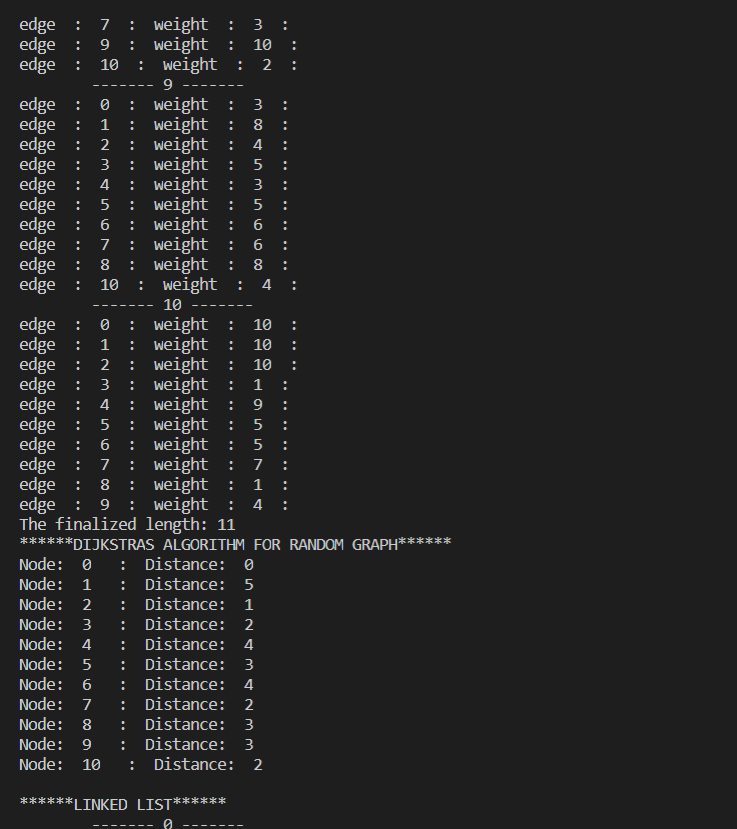 edge  :  7  :  weight  :  3  :
edge  :  9  :  weight  :  10  :
edge  :  10  :  weight  :  2  :
        ------- 9 -------
edge  :  0  :  weight  :  3  :
edge  :  1  :  weight  :  8  :
edge  :  2  :  weight  :  4  :
edge  :  3  :  weight  :  5  :
edge  :  4  :  weight  :  3  :
edge  :  5  :  weight  :  5  :
edge  :  6  :  weight  :  6  :
edge  :  7  :  weight  :  6  :
edge  :  8  :  weight  :  8  :
edge  :  10  :  weight  :  4  :
        ------- 10 -------
edge  :  0  :  weight  :  10  :
edge  :  1  :  weight  :  10  :
edge  :  2  :  weight  :  10  :
edge  :  3  :  weight  :  1  :
edge  :  4  :  weight  :  9  :
edge  :  5  :  weight  :  5  :
edge  :  6  :  weight  :  5  :
edge  :  7  :  weight  :  7  :
edge  :  8  :  weight  :  1  :
edge  :  9  :  weight  :  4  :
The finalized length: 11
******DIJKSTRAS ALGORITHM FOR RANDOM GRAPH******
Node:  0   :  Distance:  0
Node:  1   :  Distance:  5
Node:  2   :  Distance:  1
Node:  3   :  Distance:  2
Node:  4   :  Distance:  4
Node:  5   :  Distance:  3
Node:  6   :  Distance:  4
Node:  7   :  Distance:  2
Node:  8   :  Distance:  3
Node:  9   :  Distance:  3
Node:  10   :  Distance:  2
******LINKED LIST******
        ------- 0 -------